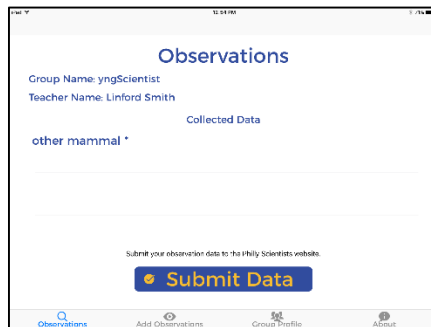 12:54 PM
Observations
Group Name: yngScientist
Teacher Name: Linford Smith
Collected Data
other mammal *
Submit your observation data to the Philly Scientists website.
Submit Data
Observations
Add Observations
Group Profile
About